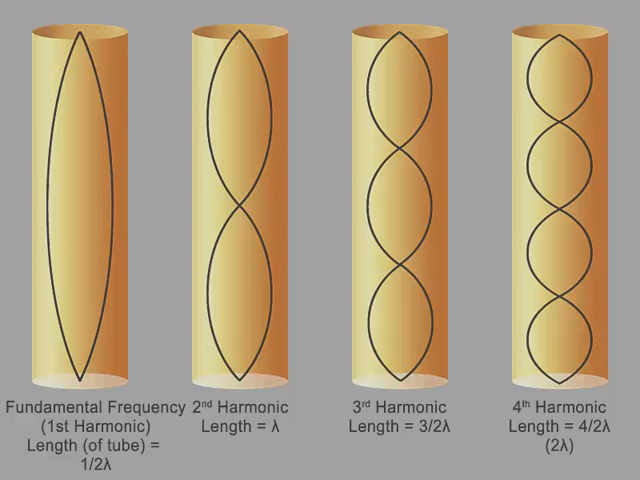 Fundamental Frequency
(1st Harmonic)
Length (of tube) =
1/2λ
2nd Harmonic
Length = λ
3rd Harmonic
Length = 3/2λ
4th Harmonic
Length = 4/2λ
(2λ)